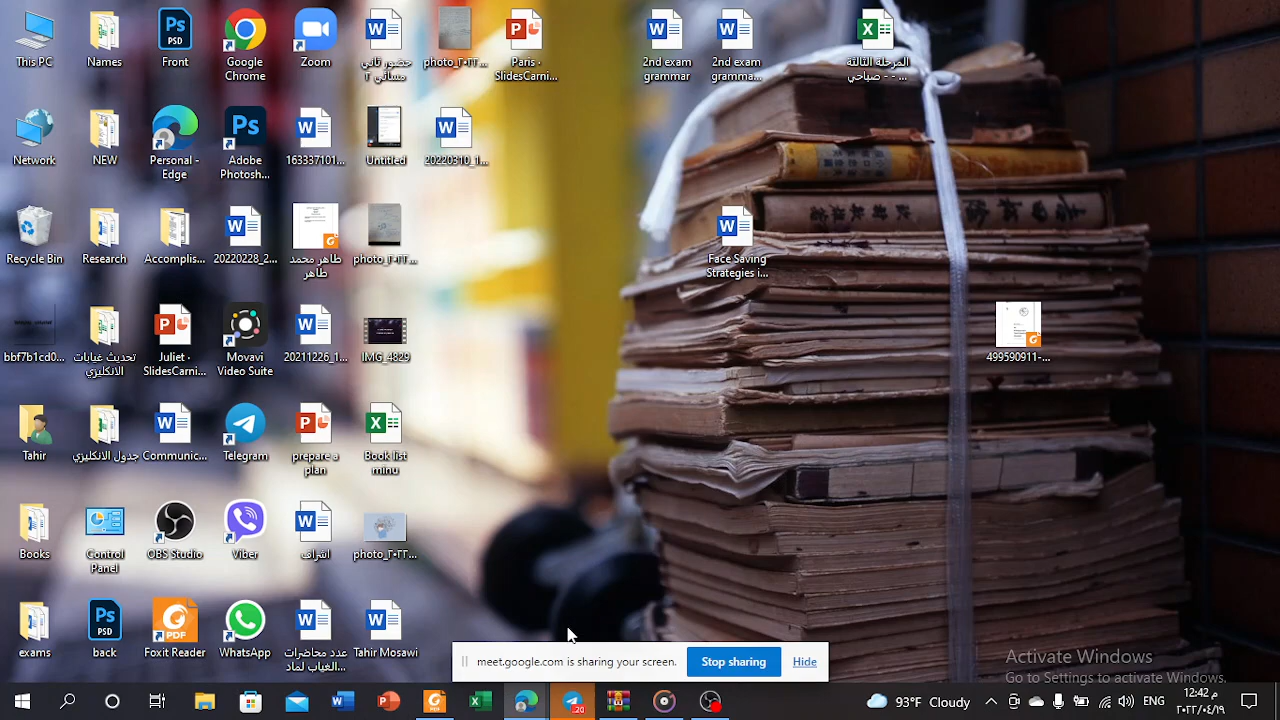 This PC
Names
Front
Google
Chrome
Zoom
حضور ثاني
مسائي ٢
photo_٢٠٢٢...
Paris ·
SlidesCarni...
2nd exam
grammar
2nd exam
gramma...
المرحلة الثالثة
- صباحي - ...
Network
NEW
Personal -
Edge
Adobe
Photosh...
163337101...
Untitled
20220310_1...
Recycle Bin
Research
Accomplis...
20220228_2...
طاهر محمد
طاهر
photo_٢٠٢٢...
Face Saving
Strategies i...
bbf7b1cd0...
تحديث غيابات
الانكليزي
Juliet ·
SlidesCarni...
Movavi
Video Suite
20211226_1...
IMG_4829
499590911-...
Tahir
جدول الانكليزي
Communic...
Telegram
prepare a
plan
Book list
minu
Books
Control
Panel
OBS Studio
Viber
اشراف
photo_٢٠٢٢...
exams
back
Foxit Reader
WhatsApp
عدد محاضرات
الغياب لماد...
Tahir Mosawi
meet.google.com is sharing your screen.
Stop sharing
Hide
Activate Windows
Go to Settings to activate Windows.
93°F Cloudy
ENG
12:42 م
٢٠٢٢/٠٤/١٩